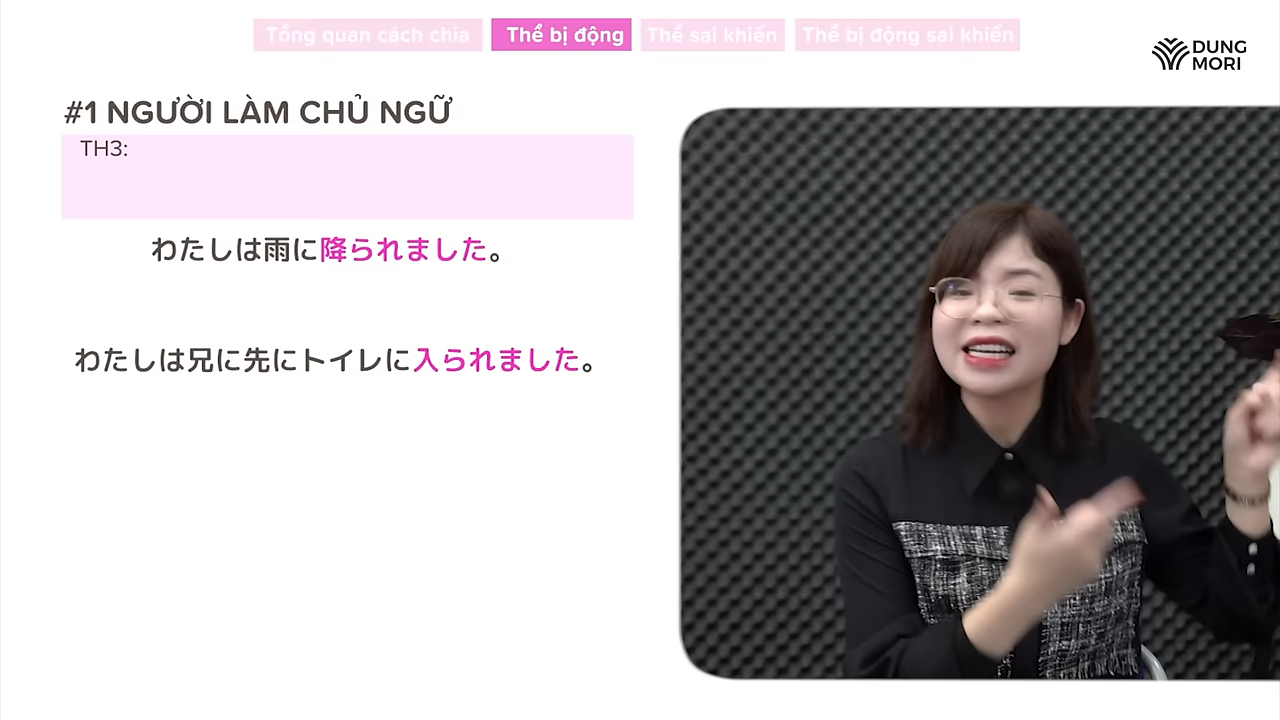 Tổng quan cách chia
Thể bị động
Thể sai khiến
Thể bị động sai khiến
DUNG
MORI
#1 NGƯỜI LÀM CHỦ NGỮ
TH3:
わたしは雨に降られました。
わたしは兄に先にトイレに入られました。